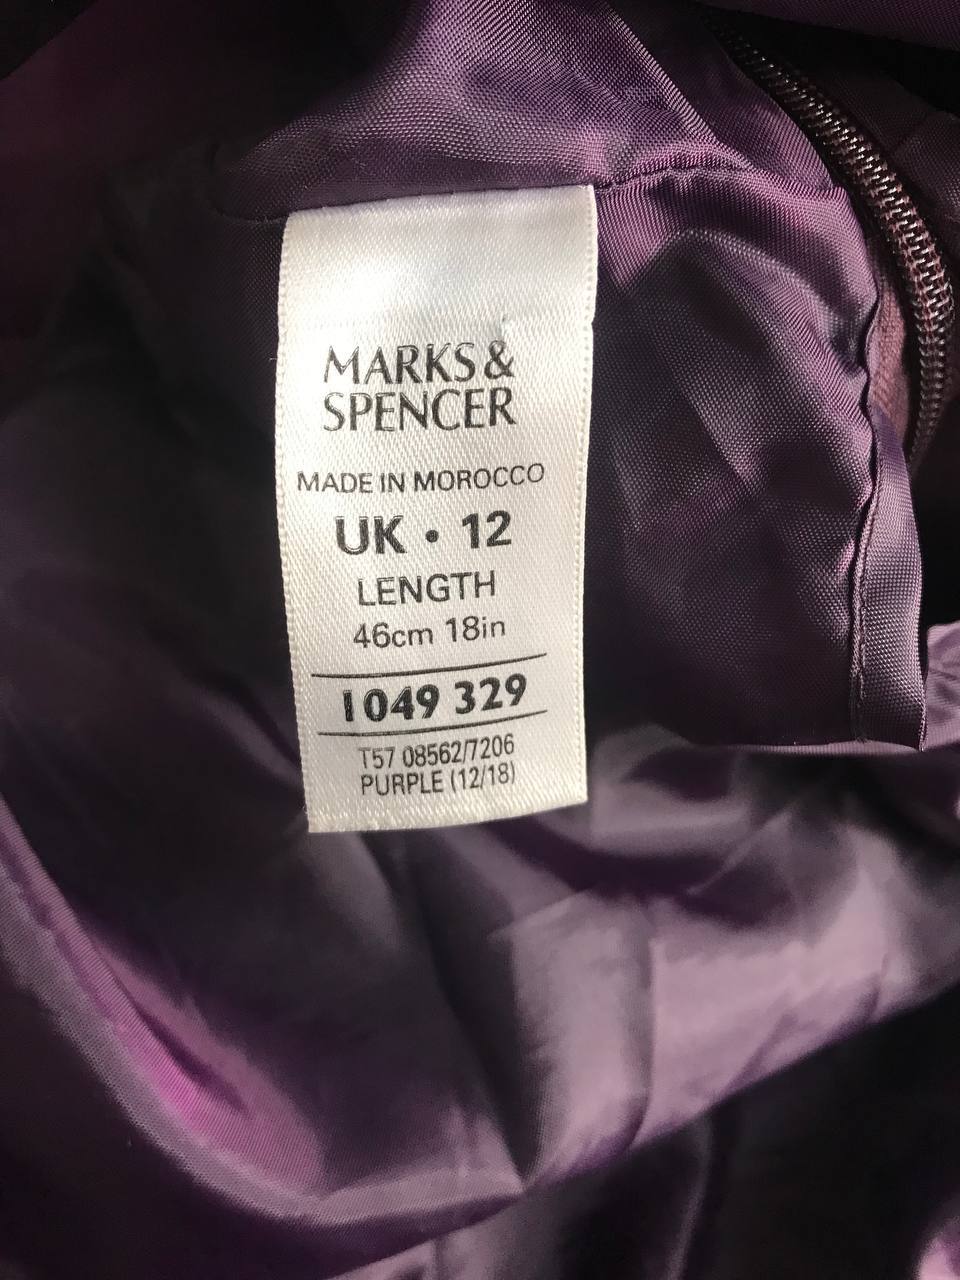 MARKS &
SPENCER
MADE IN MOROCCO
UK • 12
LENGTH
46cm 18in
1049 329
T57 08562/7206
PURPLE (12/18)